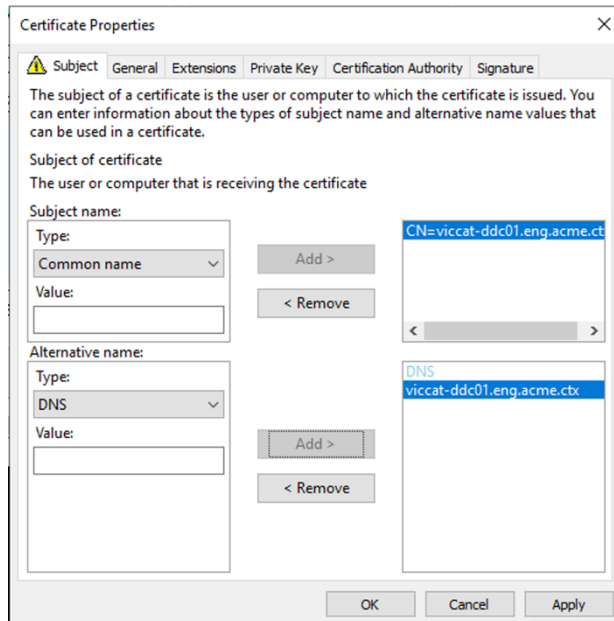 Certificate Properties
Subject General Extensions Private Key Certification Authority Signature
The subject of a certificate is the user or computer to which the certificate is issued. You
can enter information about the types of subject name and alternative name values that
can be used in a certificate.
Subject of certificate
The user or computer that is receiving the certificate
Subject name:
Type:
Common name
Value:
Add >
< Remove
CN=viccat-ddc01.eng.acme.ct
Alternative name:
Type:
DNS
Value:
Add >
< Remove
DNS
viccat-ddc01.eng.acme.ctx
OK Cancel Apply